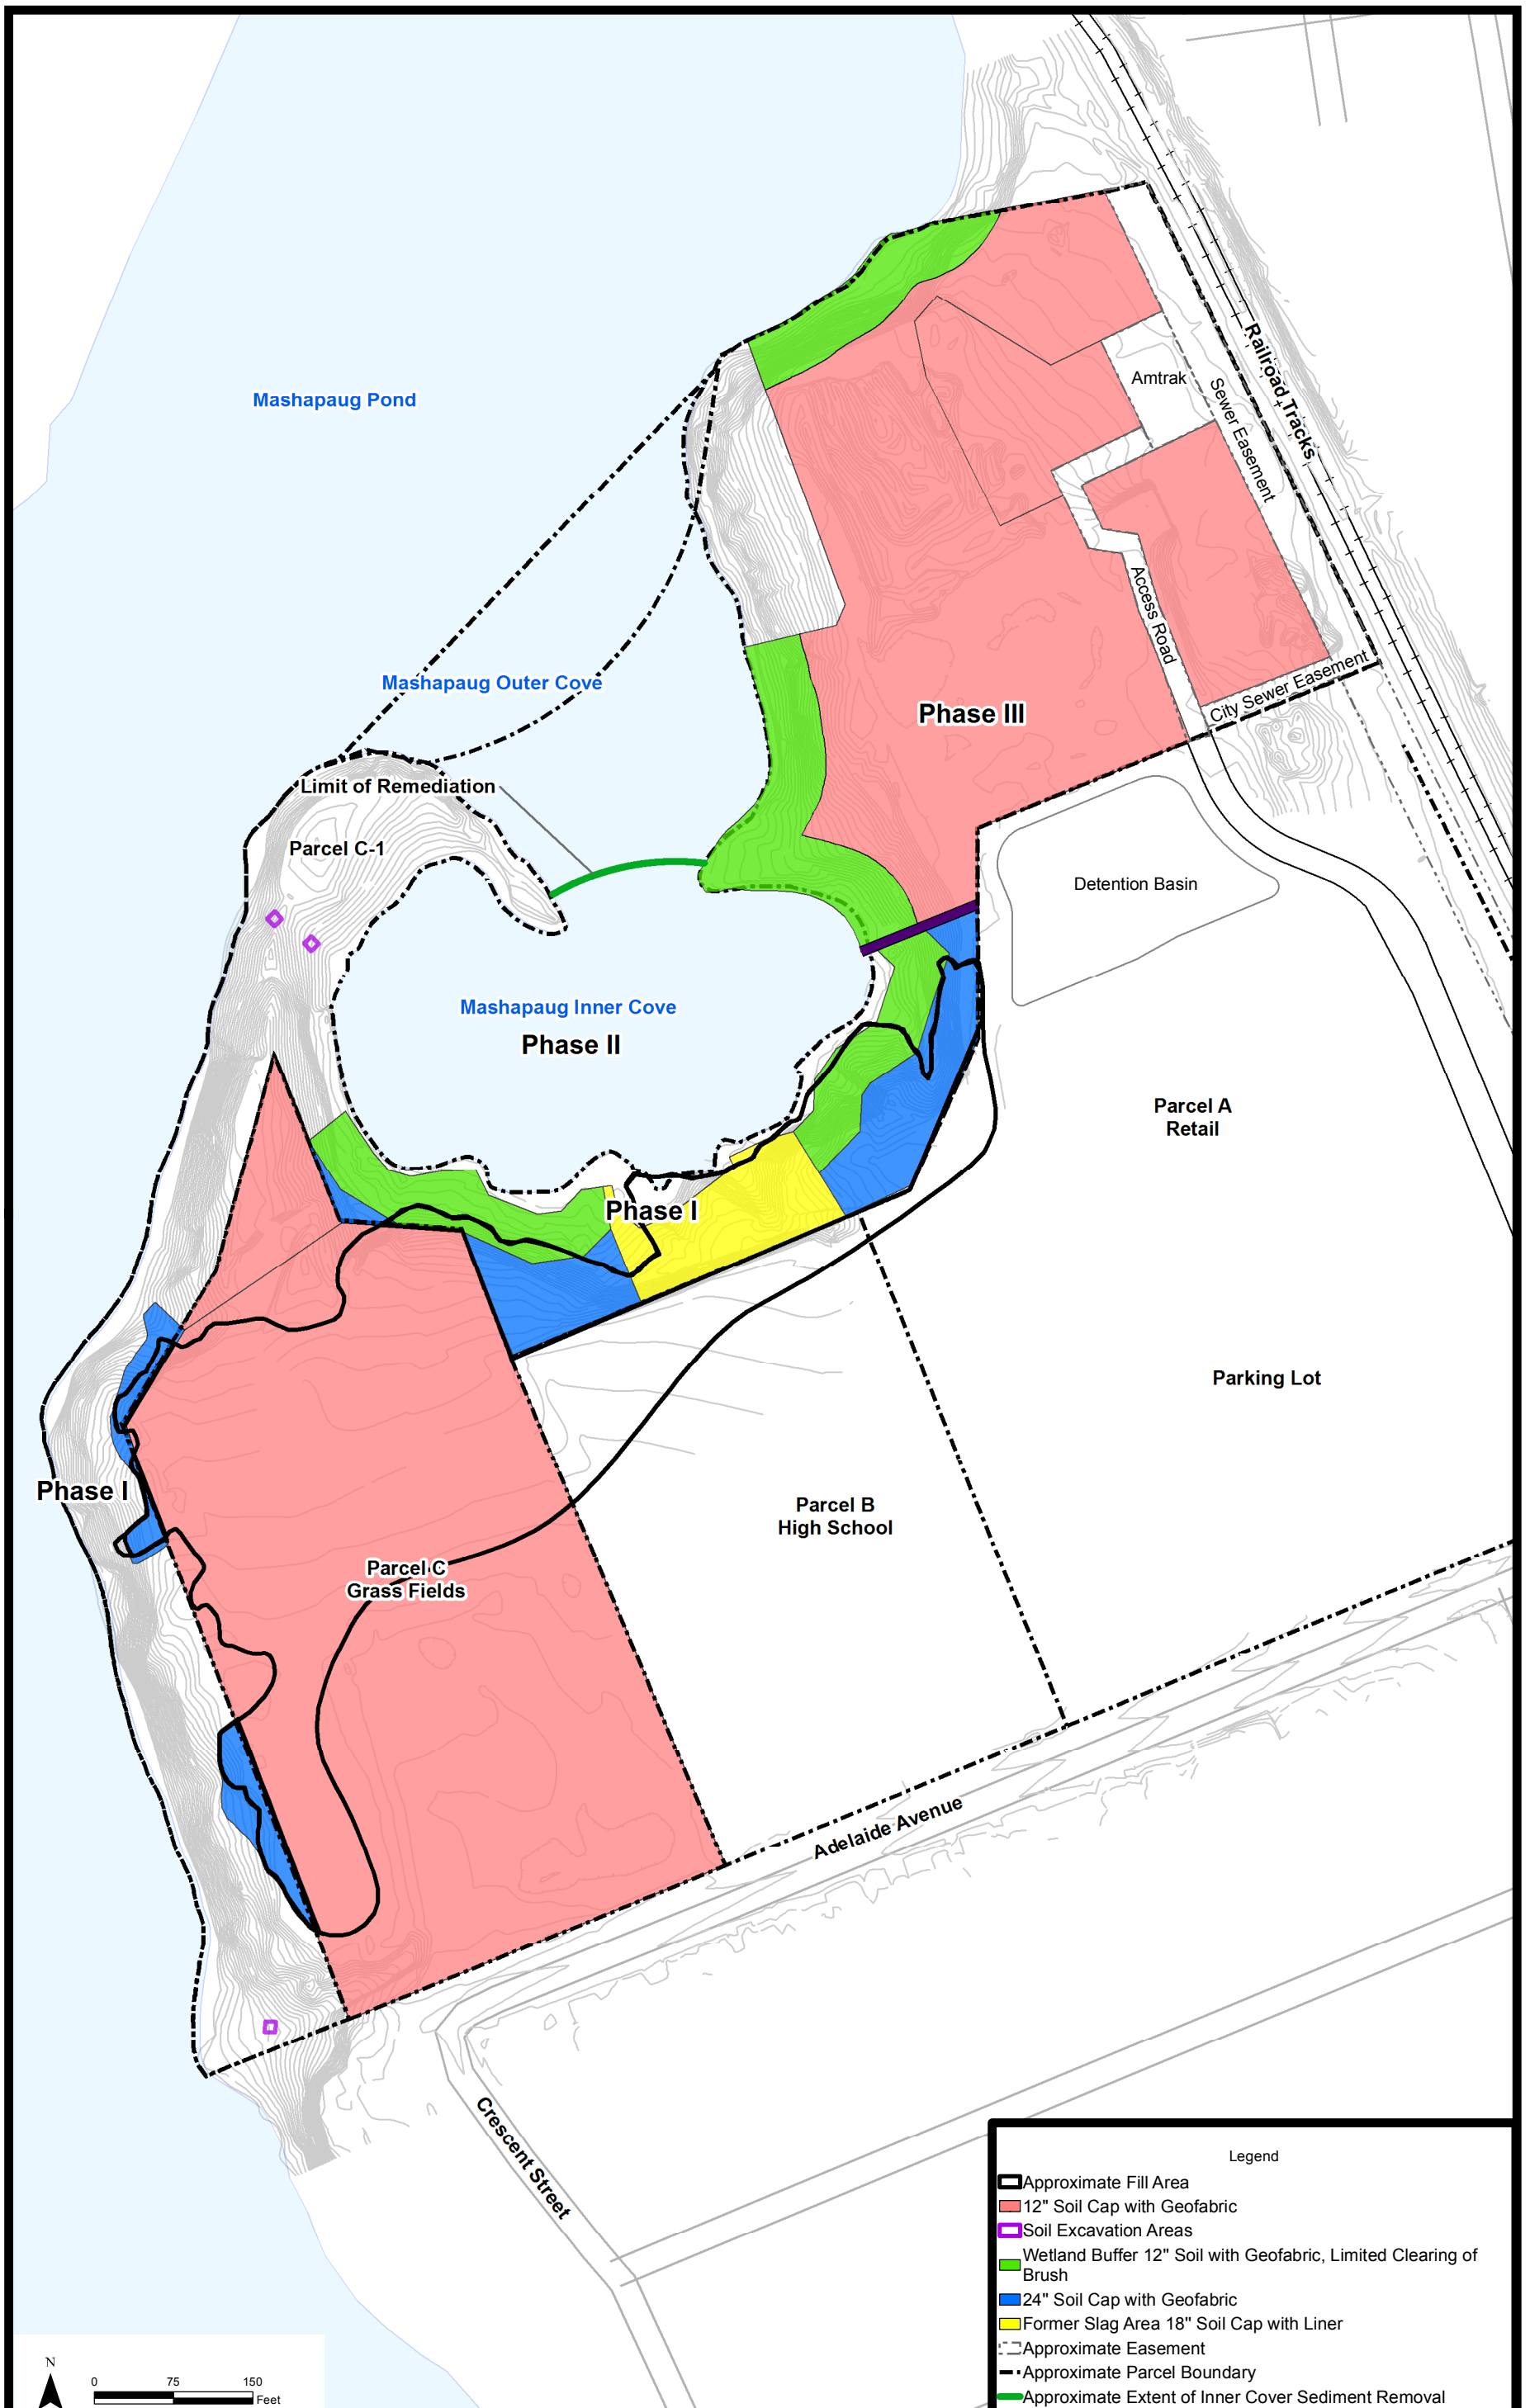 Railroad Tracks
Amtrak
Sewer Easement
Mashapaug Pond
Access Road
Mashapaug Outer Cove
Phase III
City Sewer Easement
Limit of Remediation
Parcel C-1
Detention Basin
Mashapaug Inner Cove
Phase II
Parcel A
Retail
Phase I
Parking Lot
Phase I
Parcel B
High School
Parcel C
Grass Fields
Adelaide Avenue
Crescent Street
Legend
Approximate Fill Area
12" Soil Cap with Geofabric
Soil Excavation Areas
Wetland Buffer 12" Soil with Geofabric, Limited Clearing of
Brush
24" Soil Cap with Geofabric
Former Slag Area 18" Soil Cap with Liner
Approximate Easement
Approximate Parcel Boundary
Approximate Extent of Inner Cover Sediment Removal
N
0 75 150
Feet